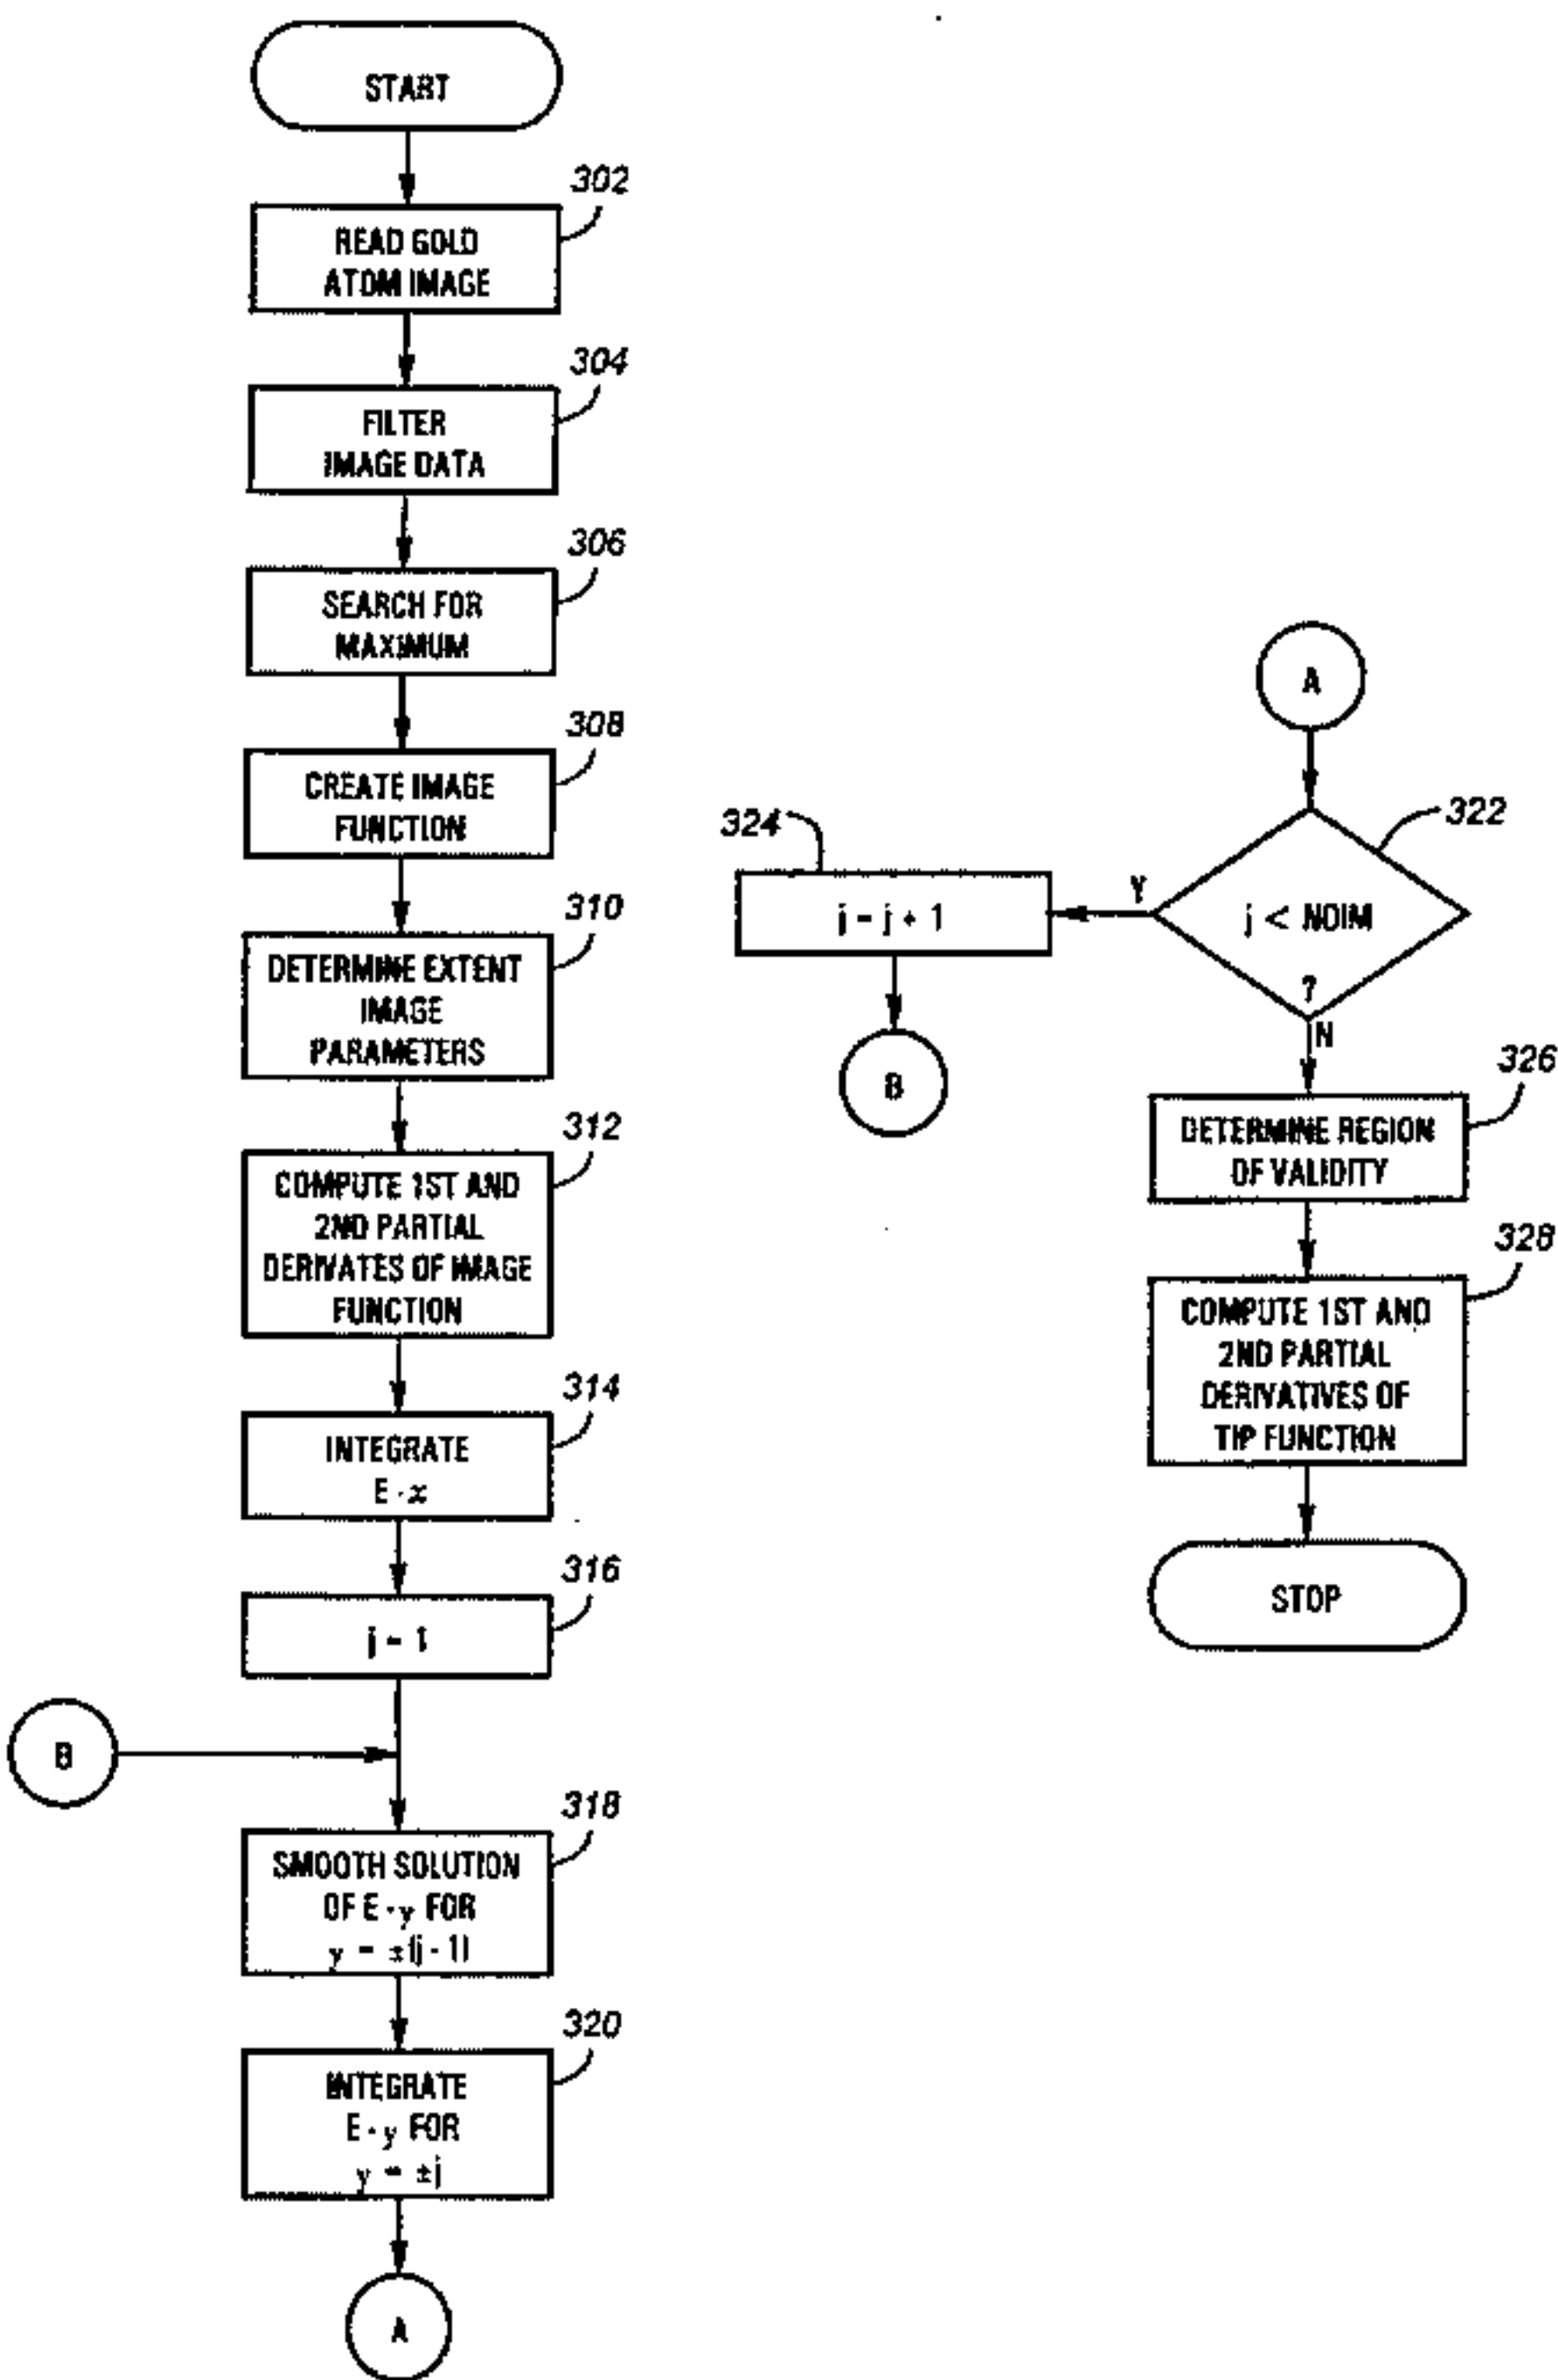 START
302
READ GOLD
ATOM IMAGE
304
FILTER
IMAGE DATA
306
SEARCH FOR
MAXIMUM
308
CREATE IMAGE
FUNCTION
310
DETERMINE EXTENT
IMAGE
PARAMETERS
312
COMPUTE 1ST AND
2ND PARTIAL
DERIVATES OF IMAGE
FUNCTION
314
INTEGRATE
E - x
316
j = 1
B
318
SMOOTH SOLUTION
OF E - y FOR
y = ±(j - 1)
320
INTEGRATE
E - y FOR
y = ±j
A
A
322
j < NDIM
?
Y
N
324
j = j + 1
B
326
DETERMINE REGION
OF VALIDITY
328
COMPUTE 1ST AND
2ND PARTIAL
DERIVATIVES OF
TIP FUNCTION
STOP